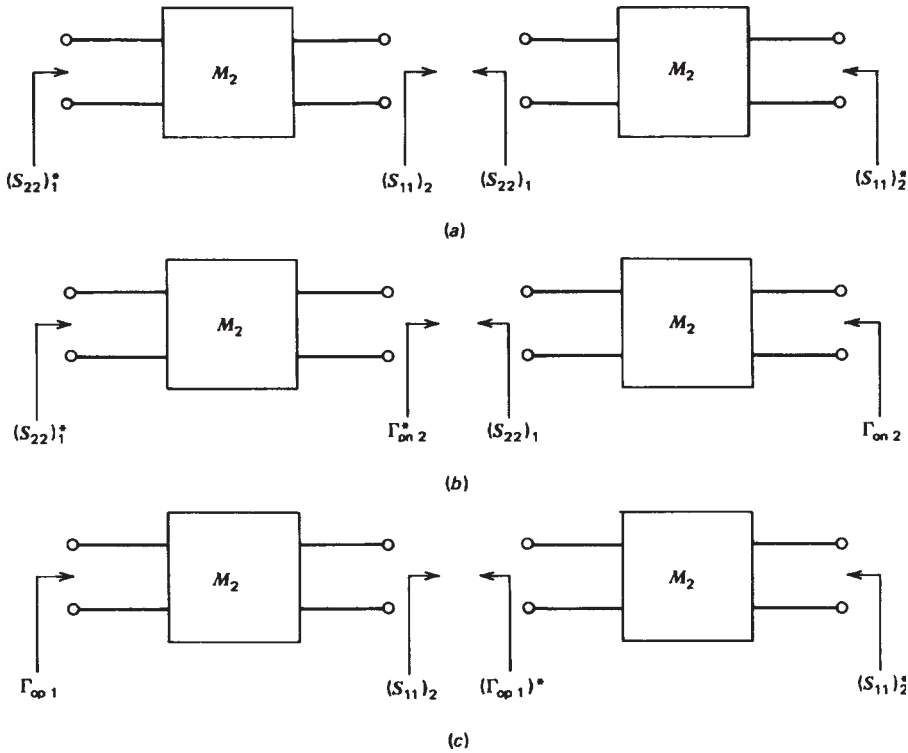 M₂ M₂
(S₂₂)₁* (S₁₁)₂ (S₂₂)₁ (S₁₁)₂*
(a)
M₂ M₂
(S₂₂)₁* Γ*ₒₙ ₂ (S₂₂)₁ Γₒₙ ₂
(b)
M₂ M₂
Γₒₚ ₁ (S₁₁)₂ (Γₒₚ ₁)* (S₁₁)₂*
(c)